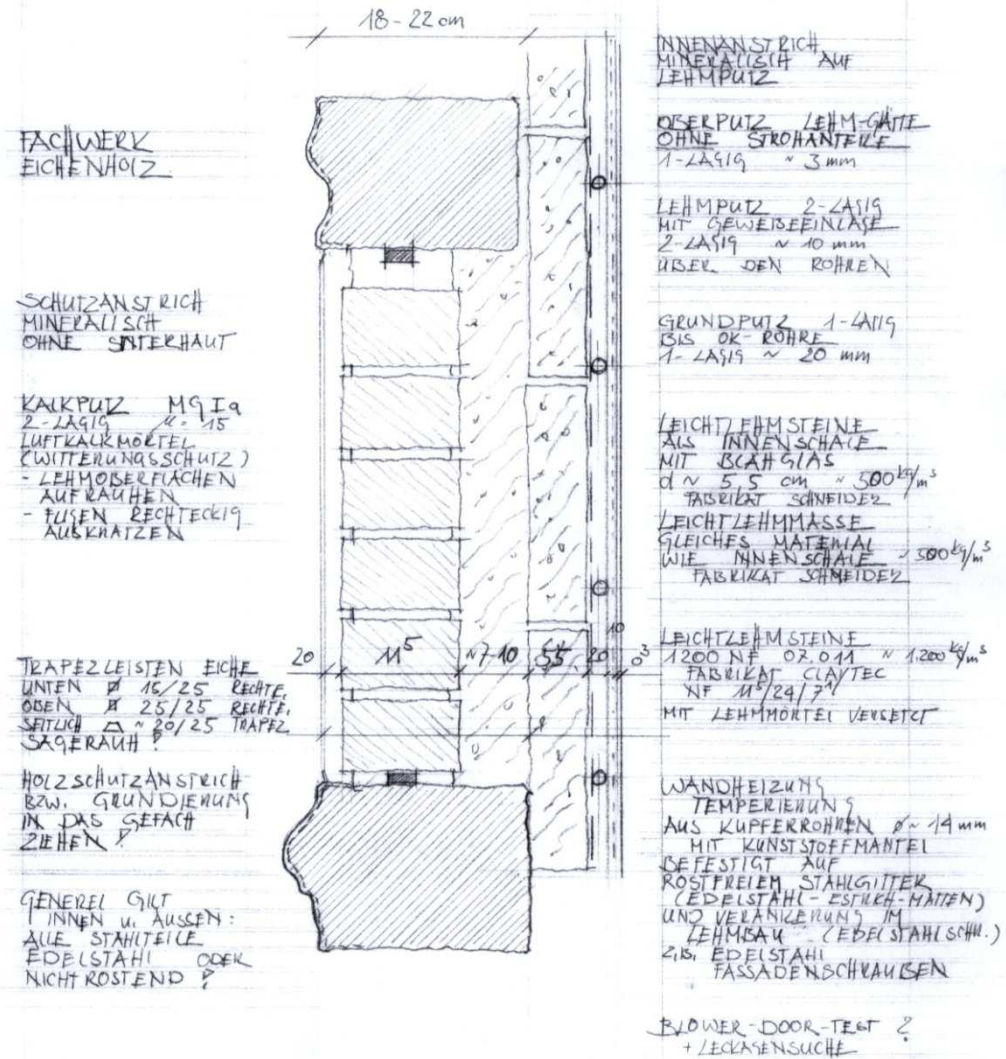 18-22 cm
FACHWERK
EICHENHOLZ
SCHUTZANSTRICH
MINERALISCH
OHNE SINTERHAUT
KALKPUTZ MG Ia
2-LAGIG ~ 15
LUFTKALKMÖRTEL
(WITTERUNGSSCHUTZ)
- LEHMOBERFLÄCHEN
AUFRAUHEN
- FUGEN RECHTECKIG
AUSKRATZEN
TRAPEZLEISTEN EICHE
UNTEN 16/25 RECHTE.
OBEN 25/25 RECHTE.
SEITLICH ~ 20/25 TRAPEZ
SÄGERAUH !
HOLZSCHUTZANSTRICH
BZW. GRUNDIERUNG
IN DAS GEFACH
ZIEHEN !
GENEREL GILT
INNEN u. AUSSEN:
ALLE STAHLTEILE
EDELSTAHL ODER
NICHT ROSTEND !
20 11⁵ ~7-10 5,5 20 10 0³
INNENANSTRICH
MINERALISCH AUF
LEHMPUTZ
OBERPUTZ LEHM-GLÄTTE
OHNE STROHANTEILE
1-LAGIG ~ 3 mm
LEHMPUTZ 2-LAGIG
MIT GEWEBEEINLAGE
2-LAGIG ~ 10 mm
ÜBER DEN ROHREN
GRUNDPUTZ 1-LAGIG
BIS OK-ROHRE
1-LAGIG ~ 20 mm
LEICHTLEHMSTEINE
ALS INNENSCHALE
MIT BLÄHGLAS
d ~ 5,5 cm ~ 500 kg/m³
FABRIKAT SCHNEIDER
LEICHTLEHMMASSE
GLEICHES MATERIAL
WIE INNENSCHALE ~ 500 kg/m³
FABRIKAT SCHNEIDER
LEICHTLEHMSTEINE
1200 NF 07.011 ~ 1.200 kg/m³
FABRIKAT CLAYTEC
NF 11⁵/24/7¹
MIT LEHMMÖRTEL VERSETZT
WANDHEIZUNG
TEMPERIERUNG
AUS KUPFERROHREN ø ~ 14 mm
MIT KUNSTSTOFFMANTEL
BEFESTIGT AUF
ROSTFREIEM STAHLGITTER
(EDELSTAHL-ESTRICH-MATTEN)
UND VERANKERUNG IM
LEHMBAU (EDELSTAHLSCHR.)
z.B. EDELSTAHL
FASSADENSCHRAUBEN
BLOWER-DOOR-TEST !
+ LECKAGENSUCHE